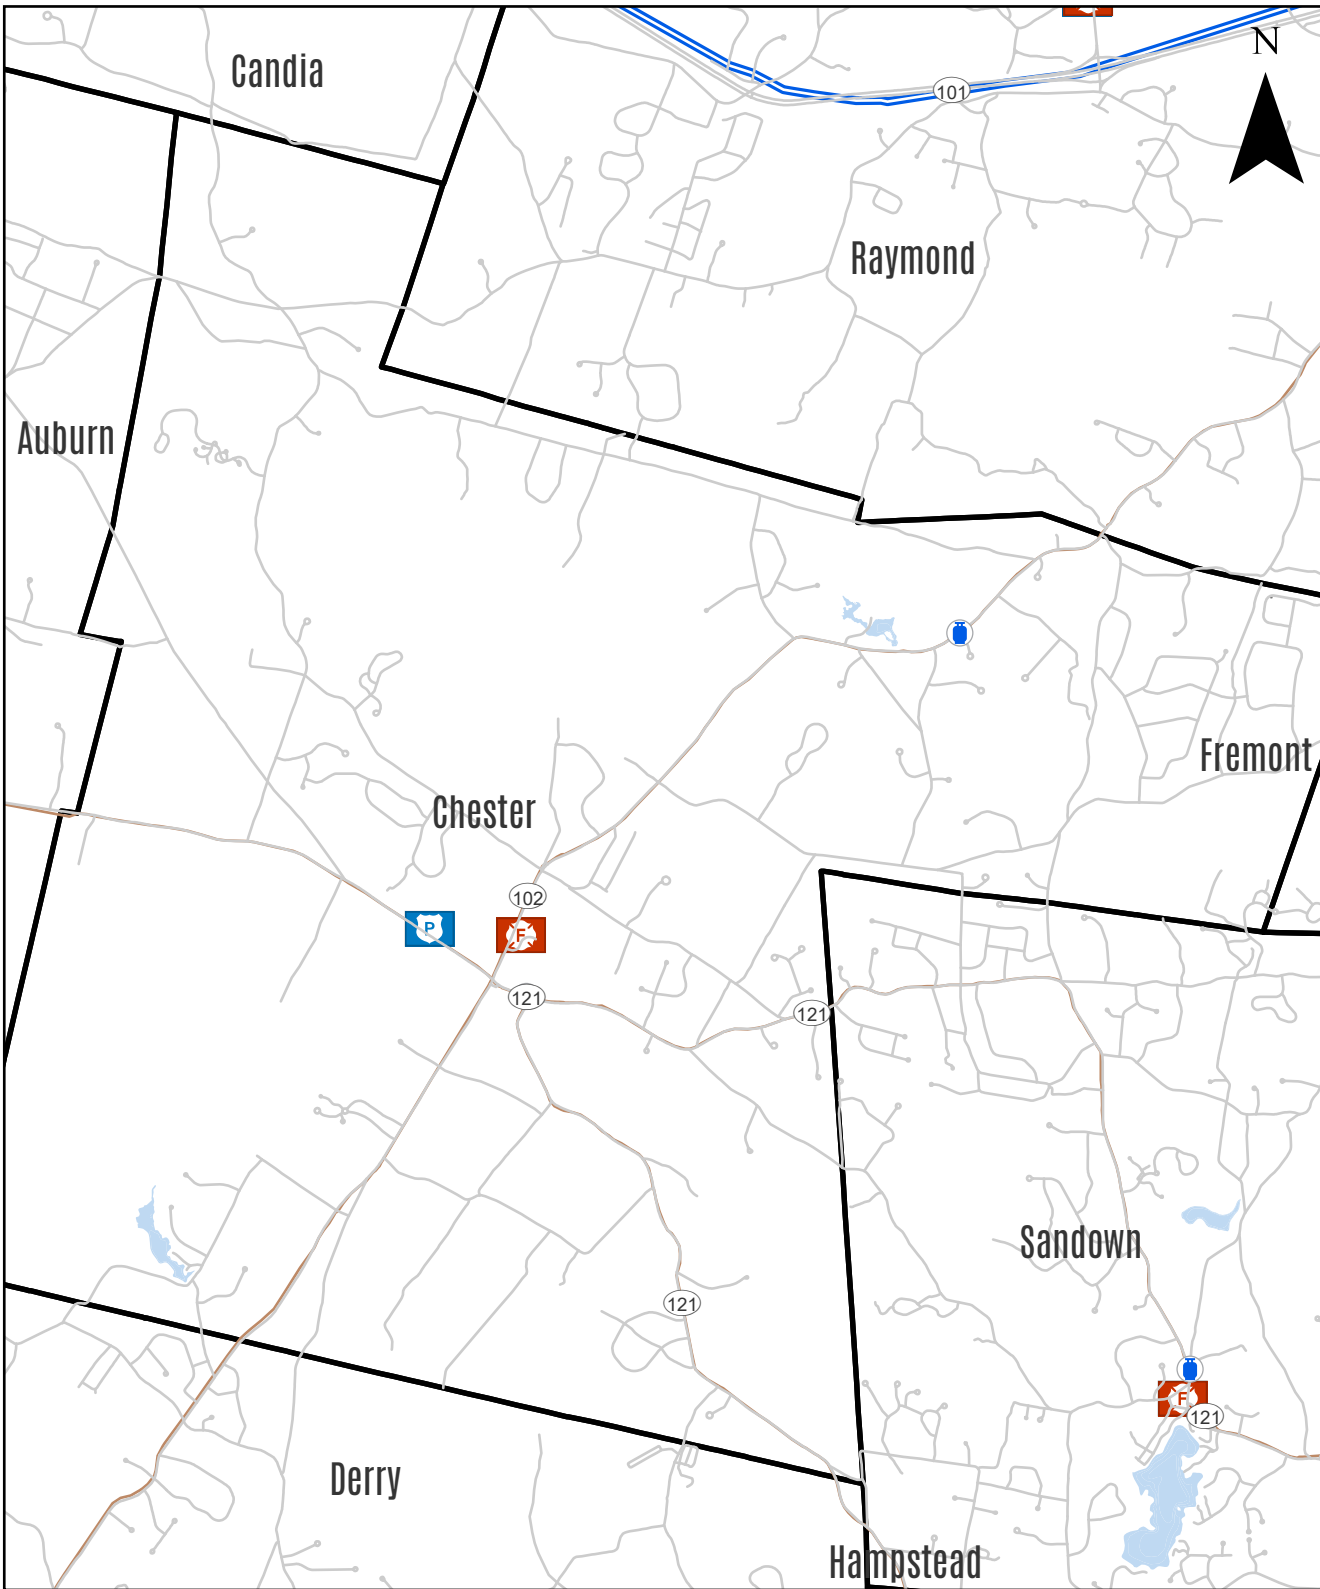 Candia
N
101
Raymond
Auburn
Fremont
Chester
102
P
F
121
121
Sandown
121
F
121
Derry
Hampstead